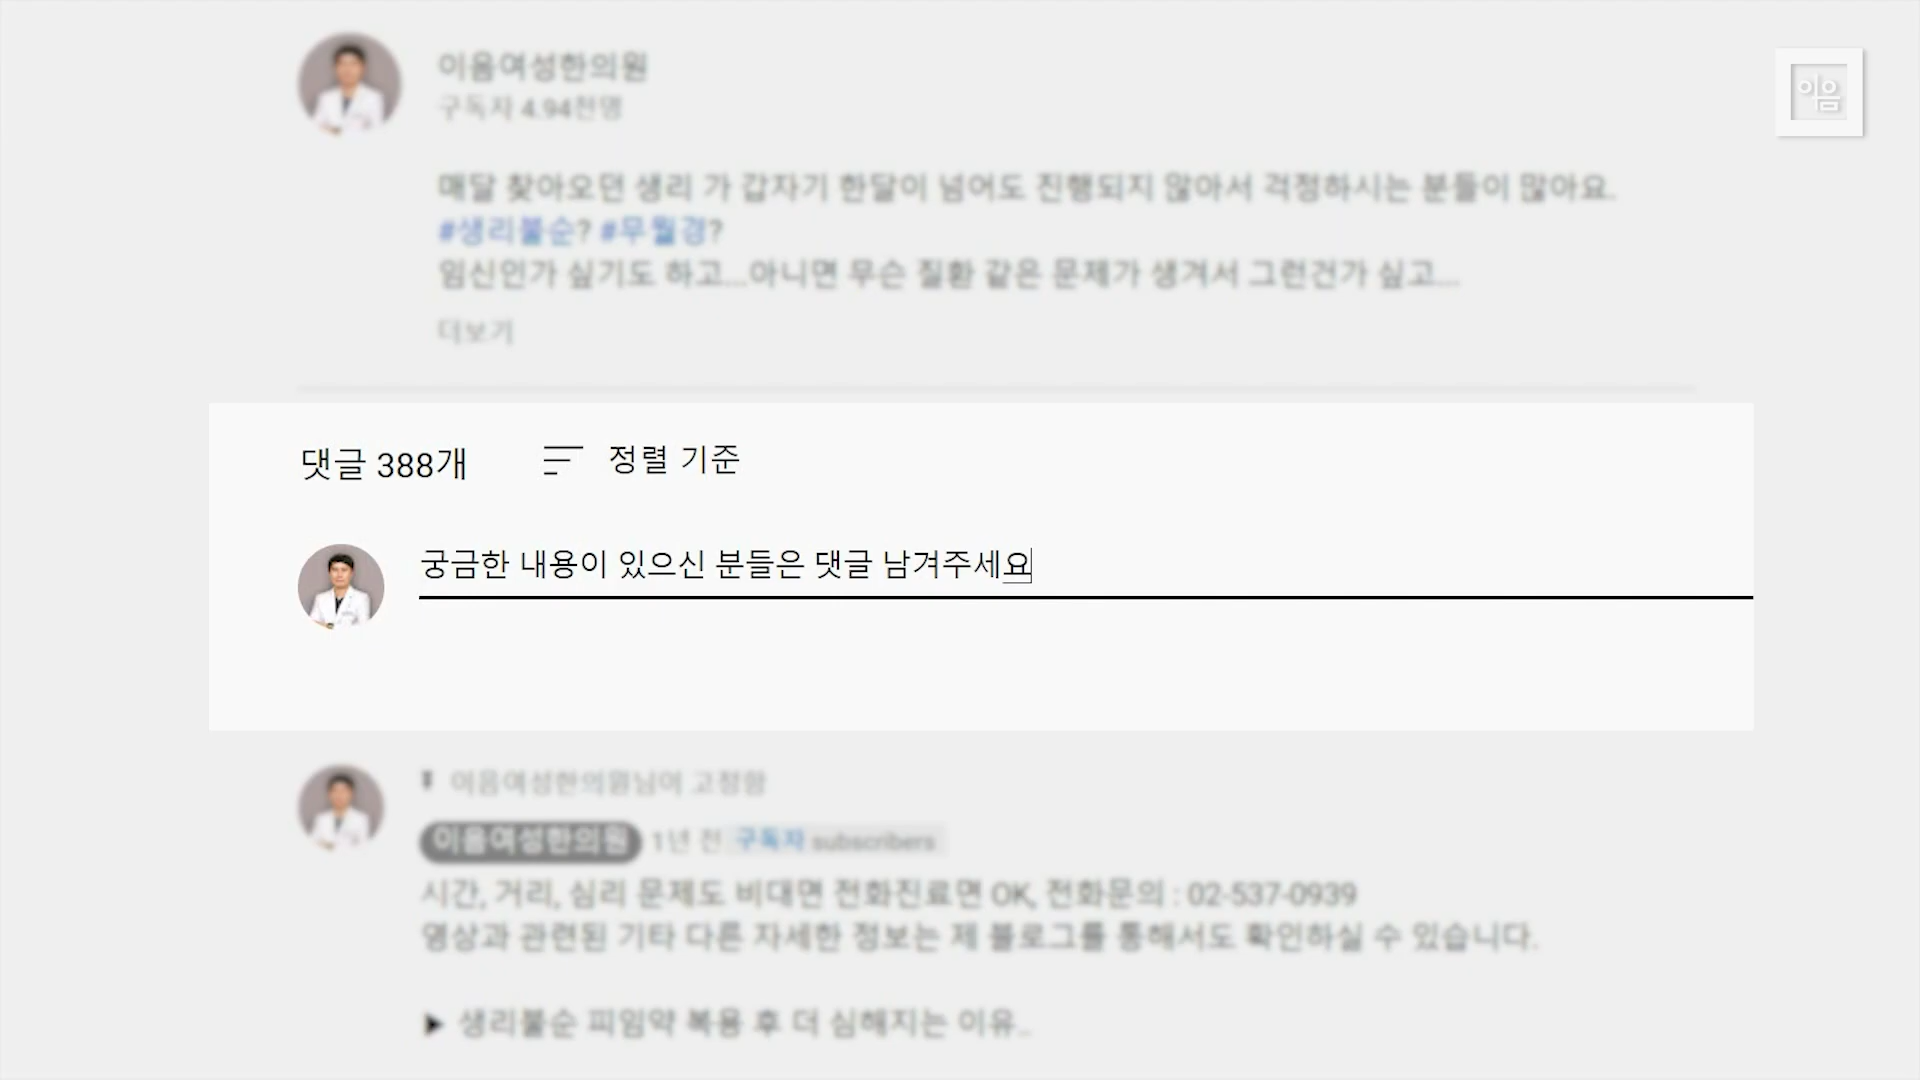 이음여성한의원
구독자 4.94천명
이음
매달 찾아오던 생리 가 갑자기 한달이 넘어도 진행되지 않아서 걱정하시는 분들이 많아요.
#생리불순? #무월경?
임신인가 싶기도 하고...아니면 무슨 질환 같은 문제가 생겨서 그런건가 싶고...
더보기
댓글 388개 정렬 기준
궁금한 내용이 있으신 분들은 댓글 남겨주세요
이음여성한의원님이 고정함
이음여성한의원 1년 전 구독자 subscribers
시간, 거리, 심리 문제도 비대면 전화진료면 OK, 전화문의 : 02-537-0939
영상과 관련된 기타 다른 자세한 정보는 제 블로그를 통해서도 확인하실 수 있습니다.
▶ 생리불순 피임약 복용 후 더 심해지는 이유..